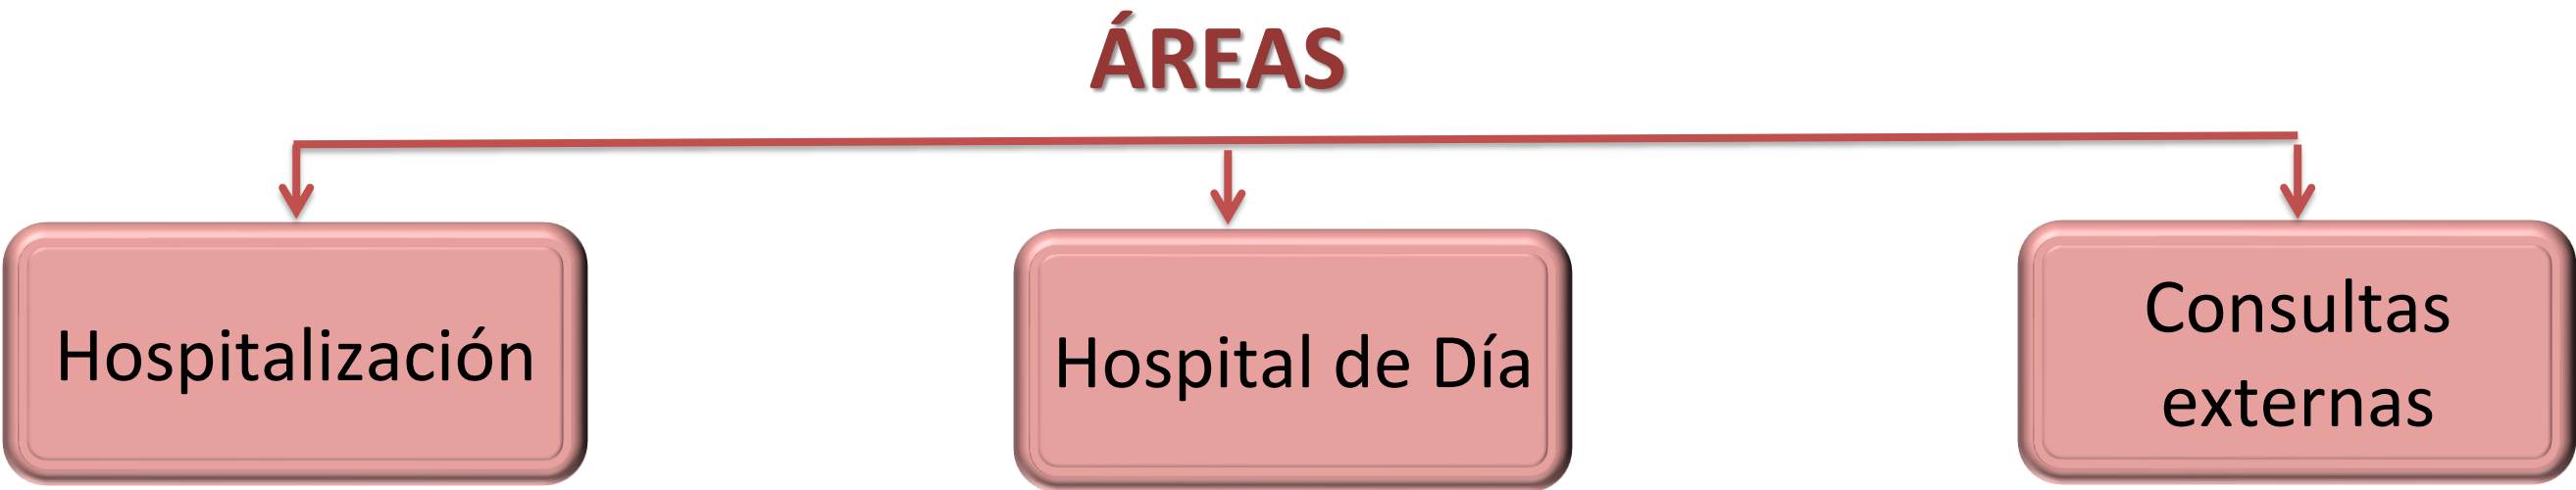 ÁREAS
Hospitalización
Hospital de Día
Consultas
externas